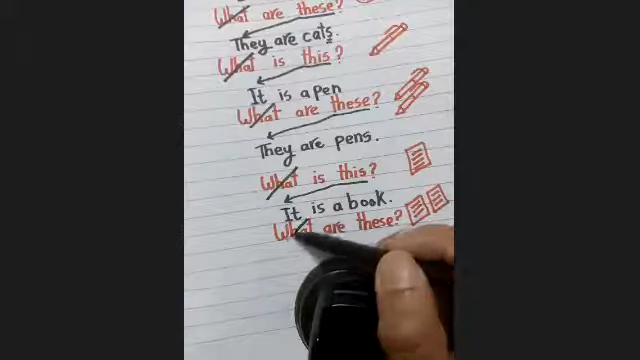 What are these?
They are cats.
What is this?
It is a pen
What are these?
They are pens.
What is this?
It is a book.
What are these?